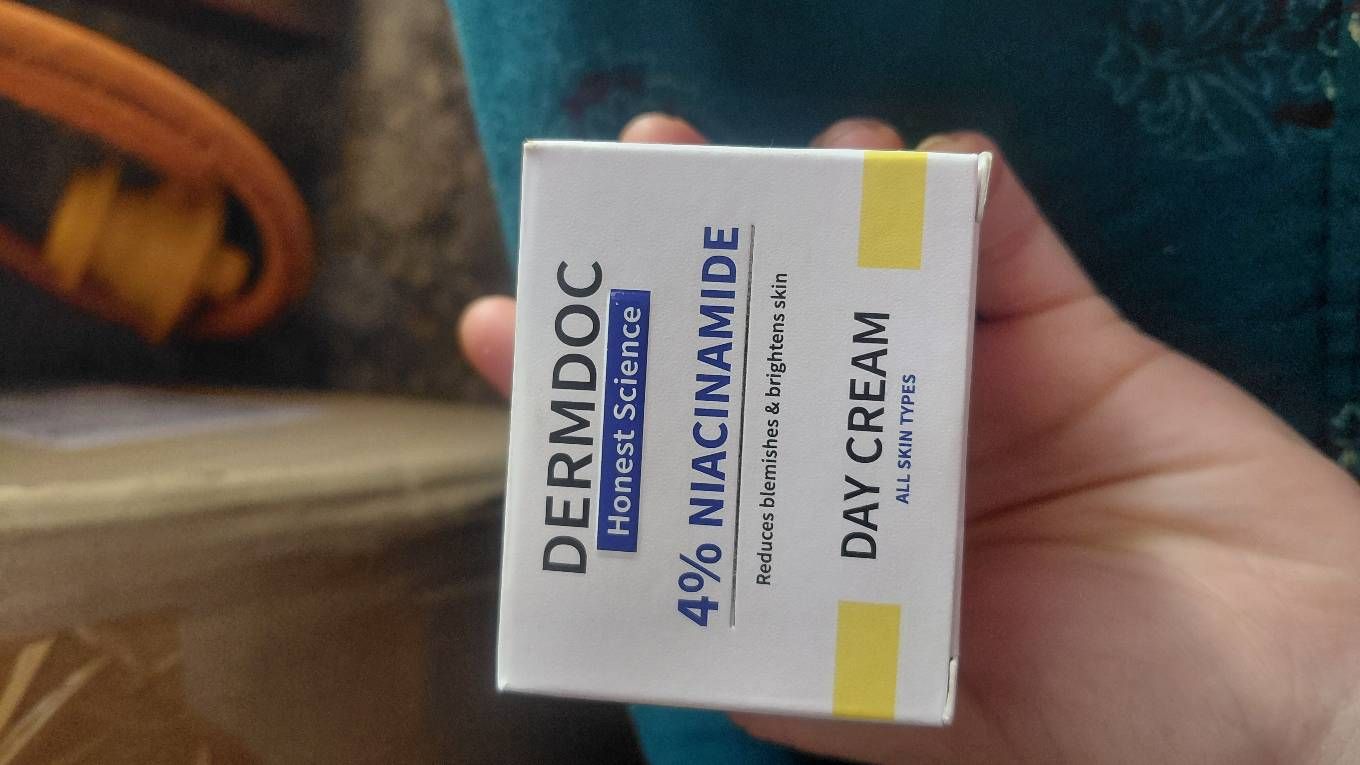 DERMDOC
Honest Science
4% NIACINAMIDE
Reduces blemishes & brightens skin
DAY CREAM
ALL SKIN TYPES